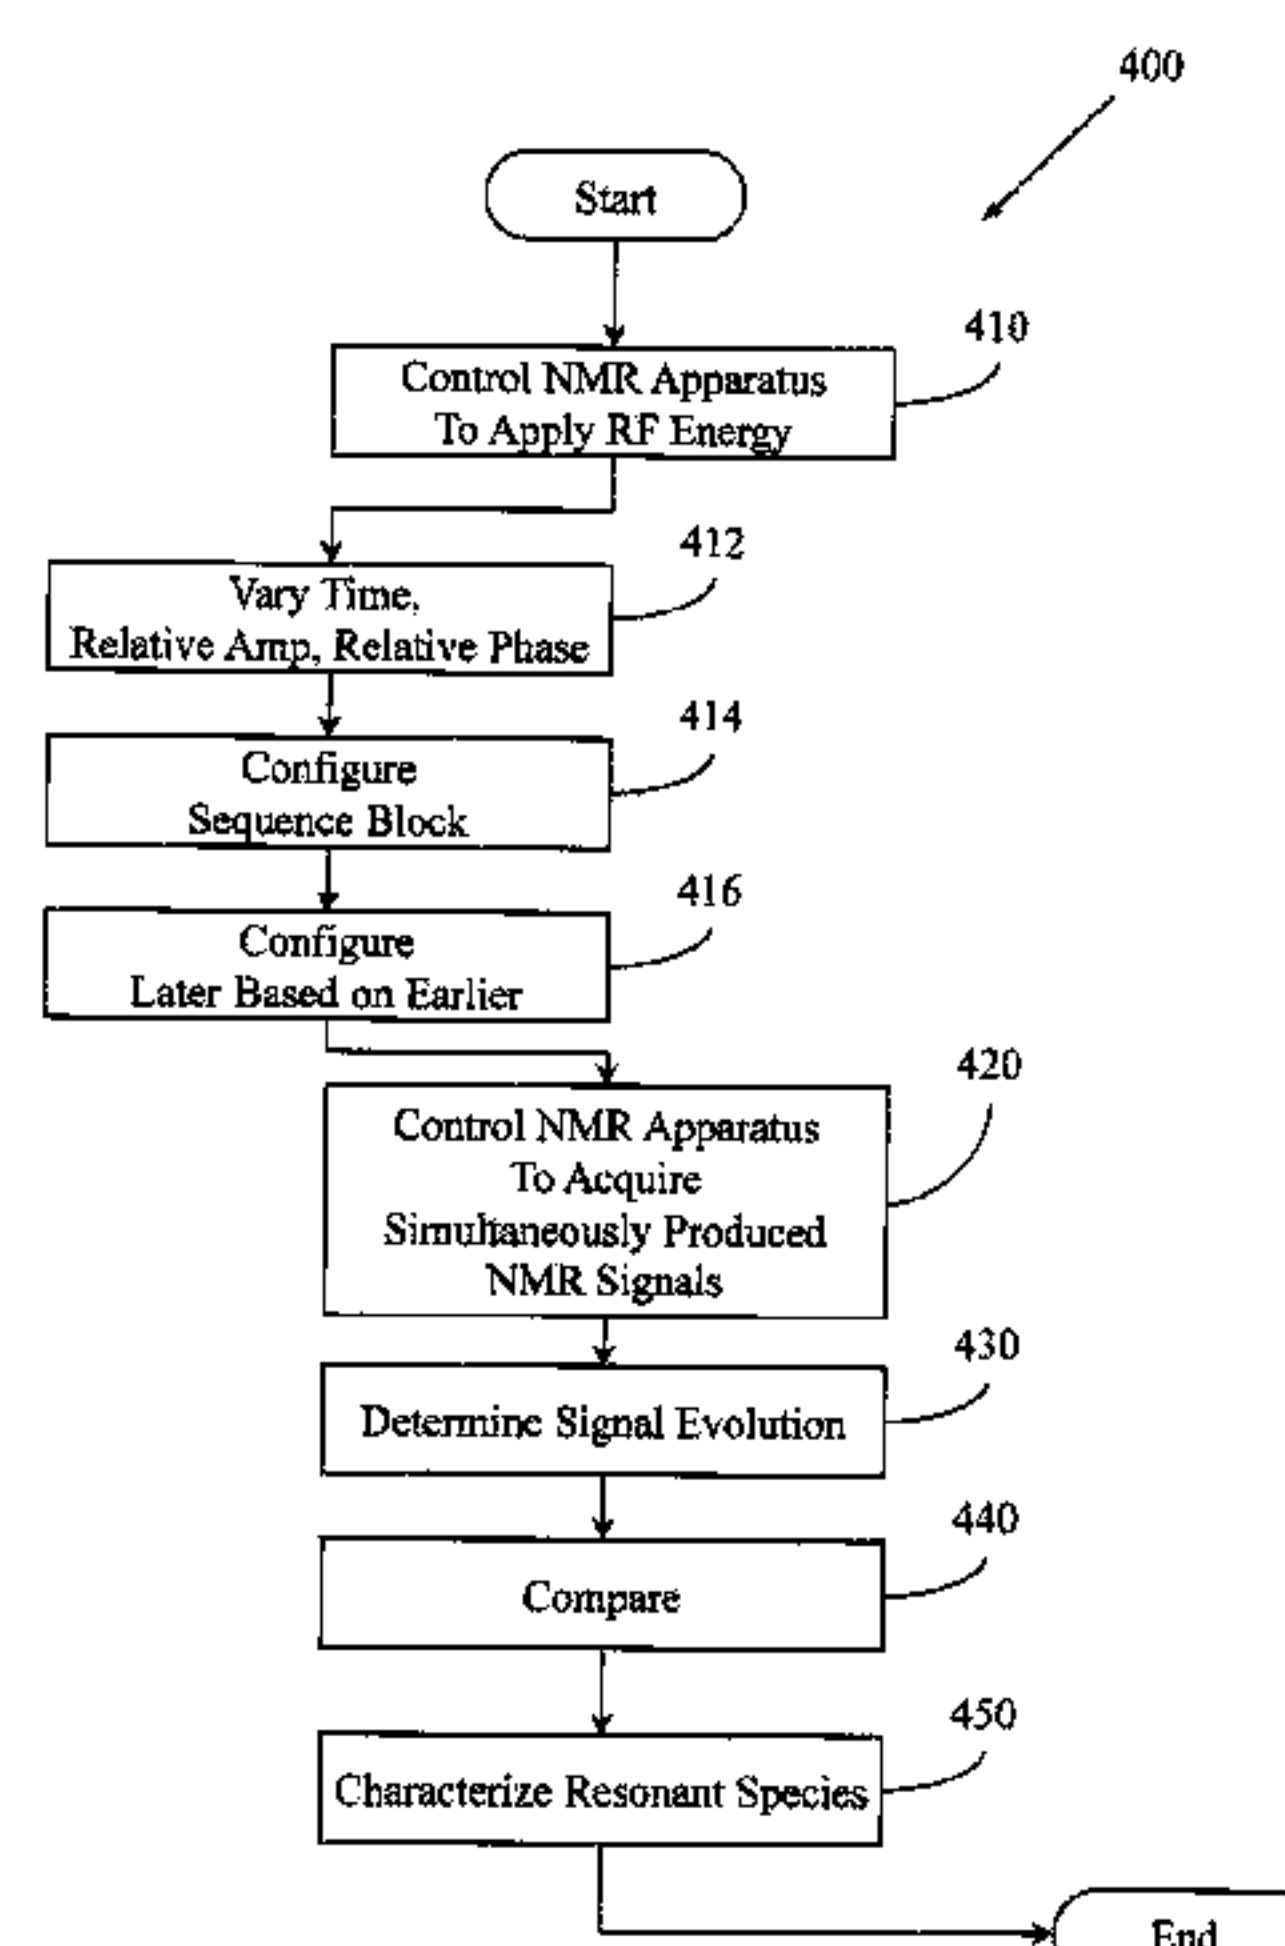 400
Start
410
Control NMR Apparatus
To Apply RF Energy
412
Vary Time,
Relative Amp, Relative Phase
414
Configure
Sequence Block
416
Configure
Later Based on Earlier
420
Control NMR Apparatus
To Acquire
Simultaneously Produced
NMR Signals
430
Determine Signal Evolution
440
Compare
450
Characterize Resonant Species
End